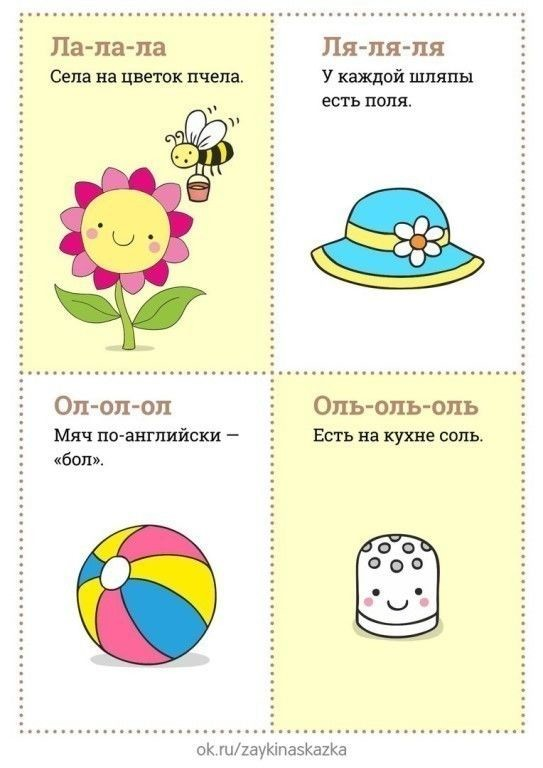 Ла-ла-ла
Села на цветок пчела.
Ля-ля-ля
У каждой шляпы
есть поля.
Ол-ол-ол
Мяч по-английски –
«бол».
Оль-оль-оль
Есть на кухне соль.
ok.ru/zaykinaskazka